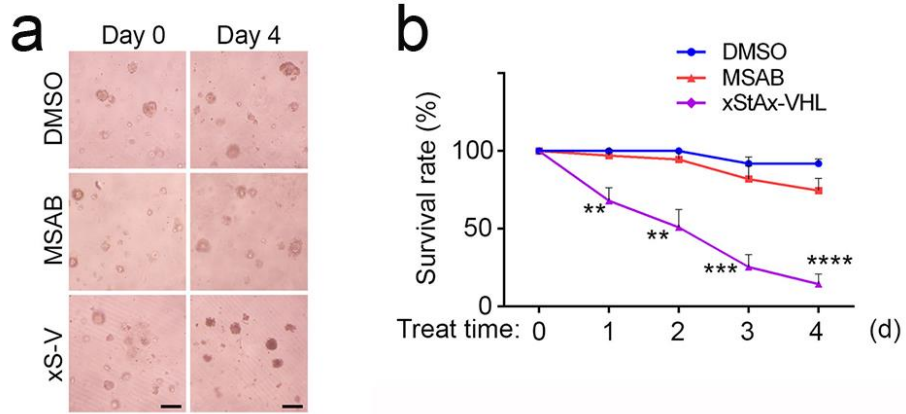 a
Day 0 Day 4
DMSO
MSAB
xS-V
b
DMSO
MSAB
xStAx-VHL
Survival rate (%)
100
50
0
**
**
***
****
Treat time: 0 1 2 3 4 (d)